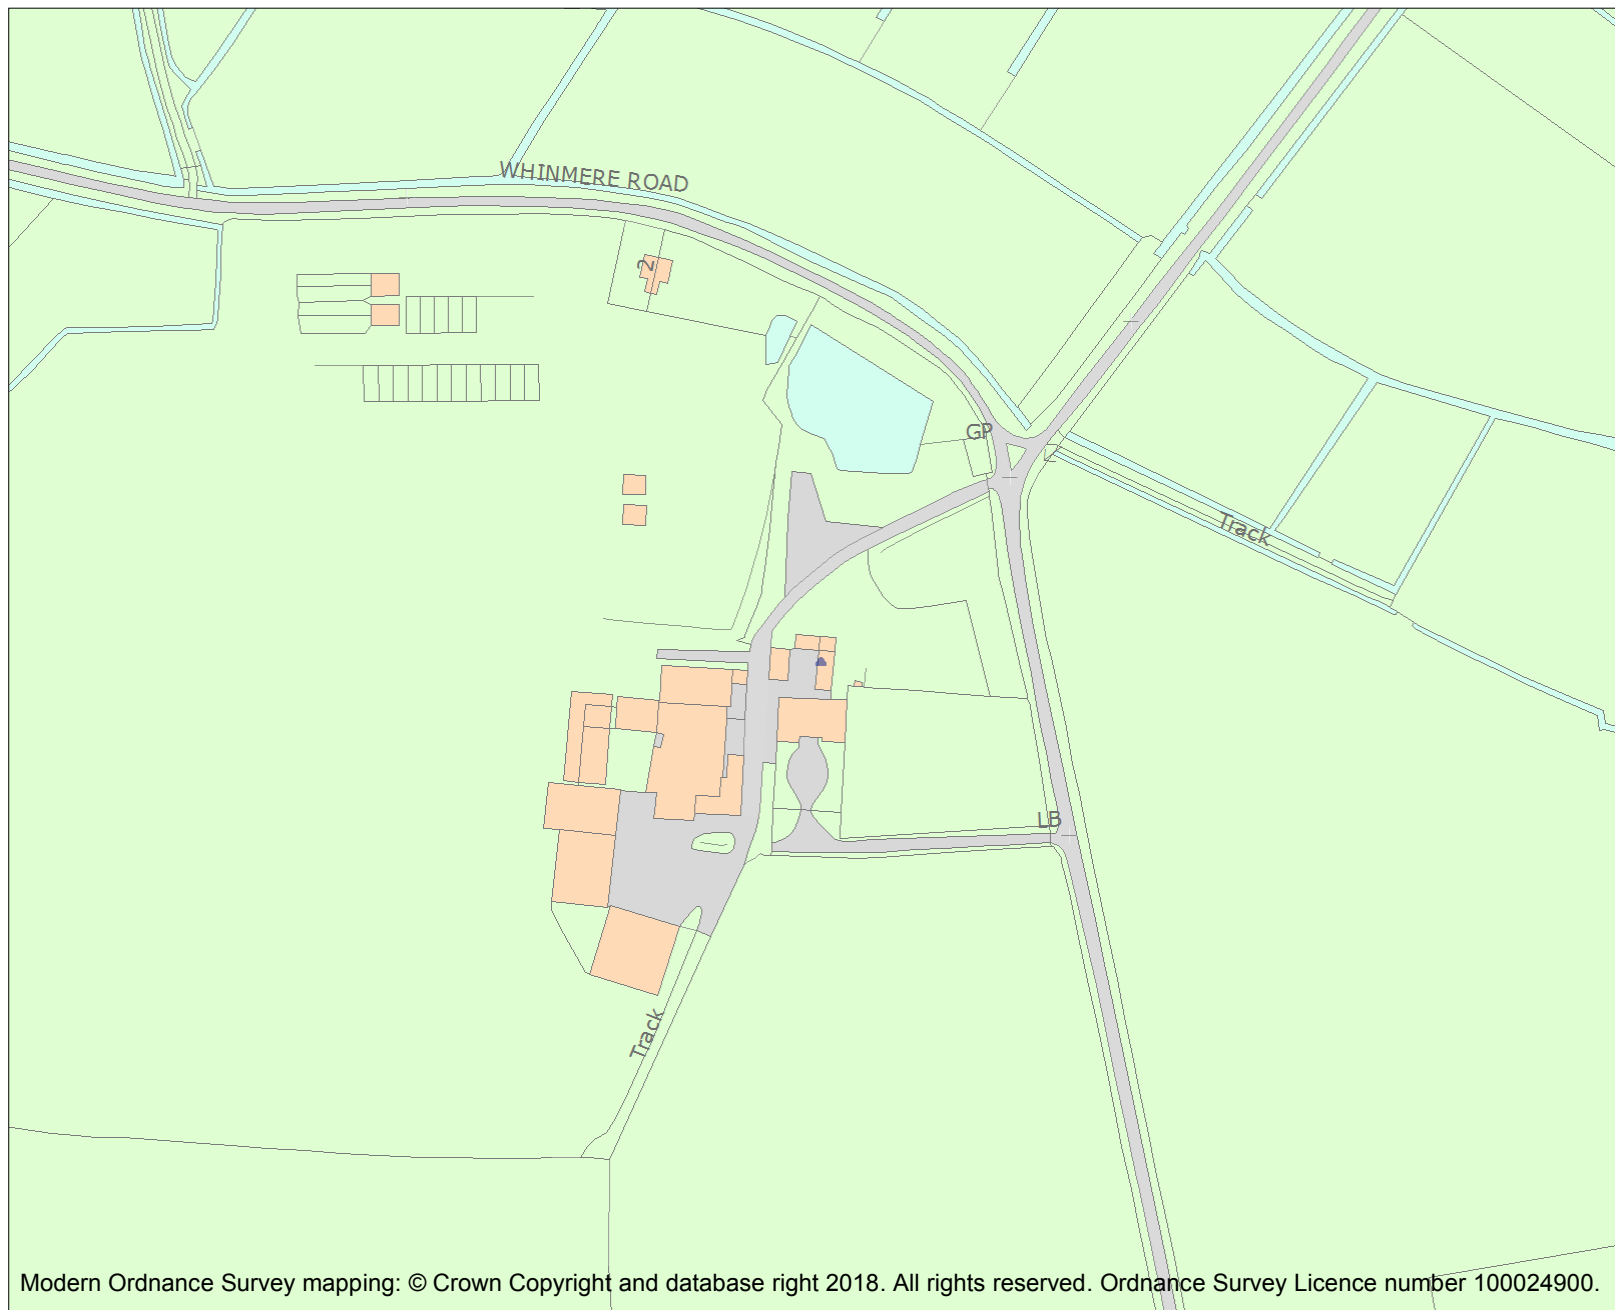 WHINMERE ROAD
2
GP
Track
LB
Track
Modern Ordnance Survey mapping: © Crown Copyright and database right 2018. All rights reserved. Ordnance Survey Licence number 100024900.